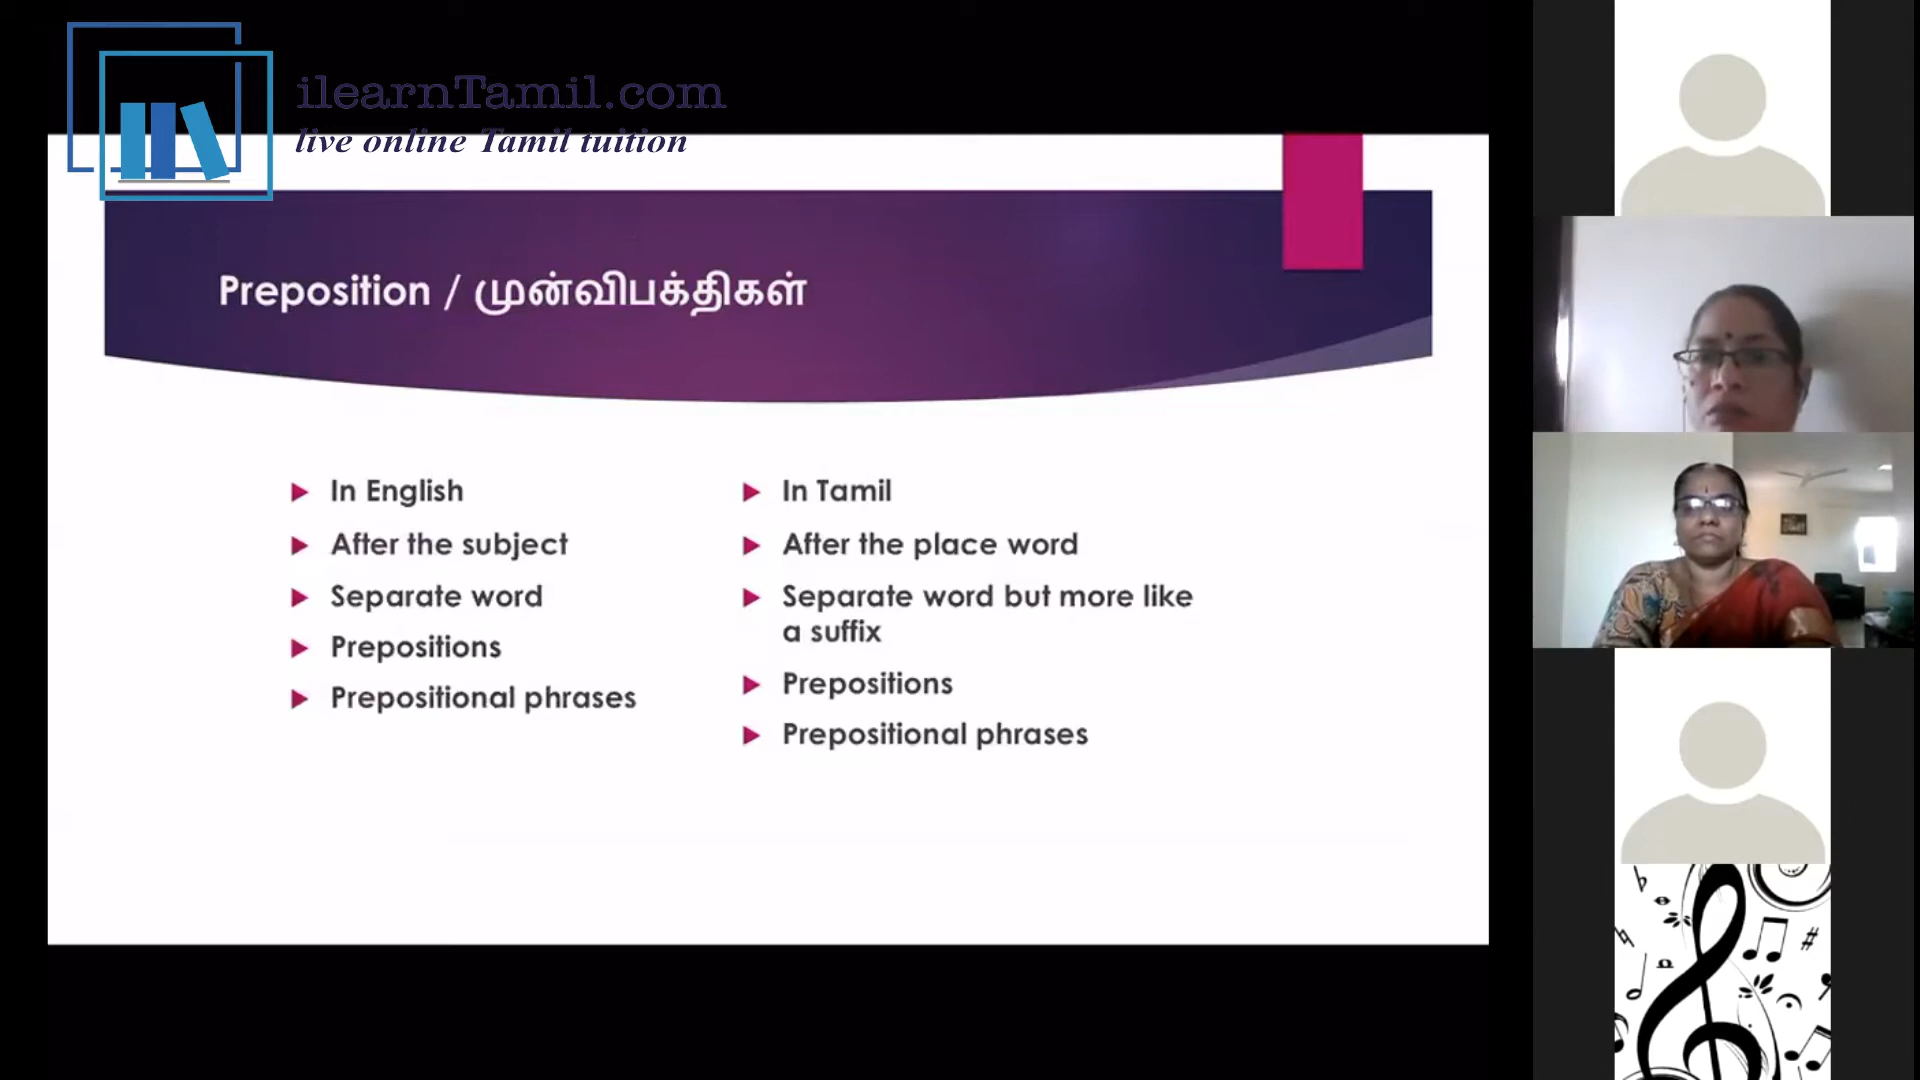 ilearnTamil.com
live online Tamil tuition
Preposition / முன்விபக்திகள்
In English
After the subject
Separate word
Prepositions
Prepositional phrases
In Tamil
After the place word
Separate word but more like
a suffix
Prepositions
Prepositional phrases